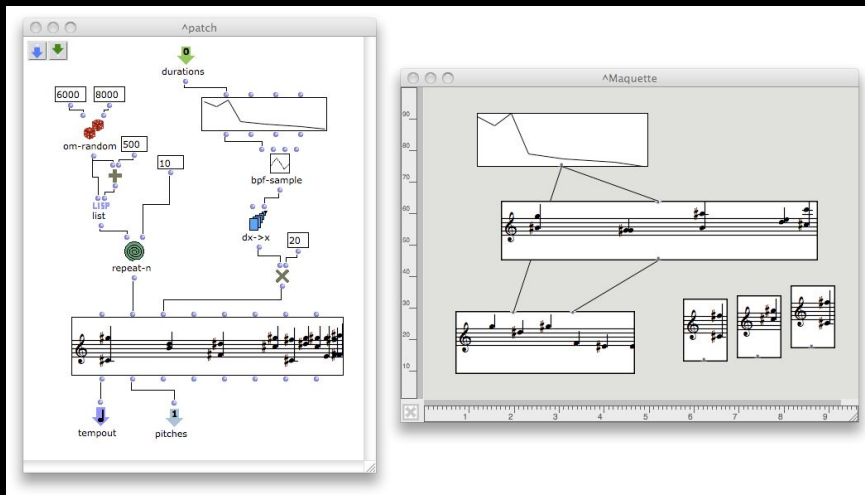 ^patch
0
durations
6000 8000
om-random
500
10
LISP
list
bpf-sample
dx->x
20
repeat-n
tempout
1
pitches
^Maquette
90
80
70
60
50
40
30
20
10
1 2 3 4 5 6 7 8 9